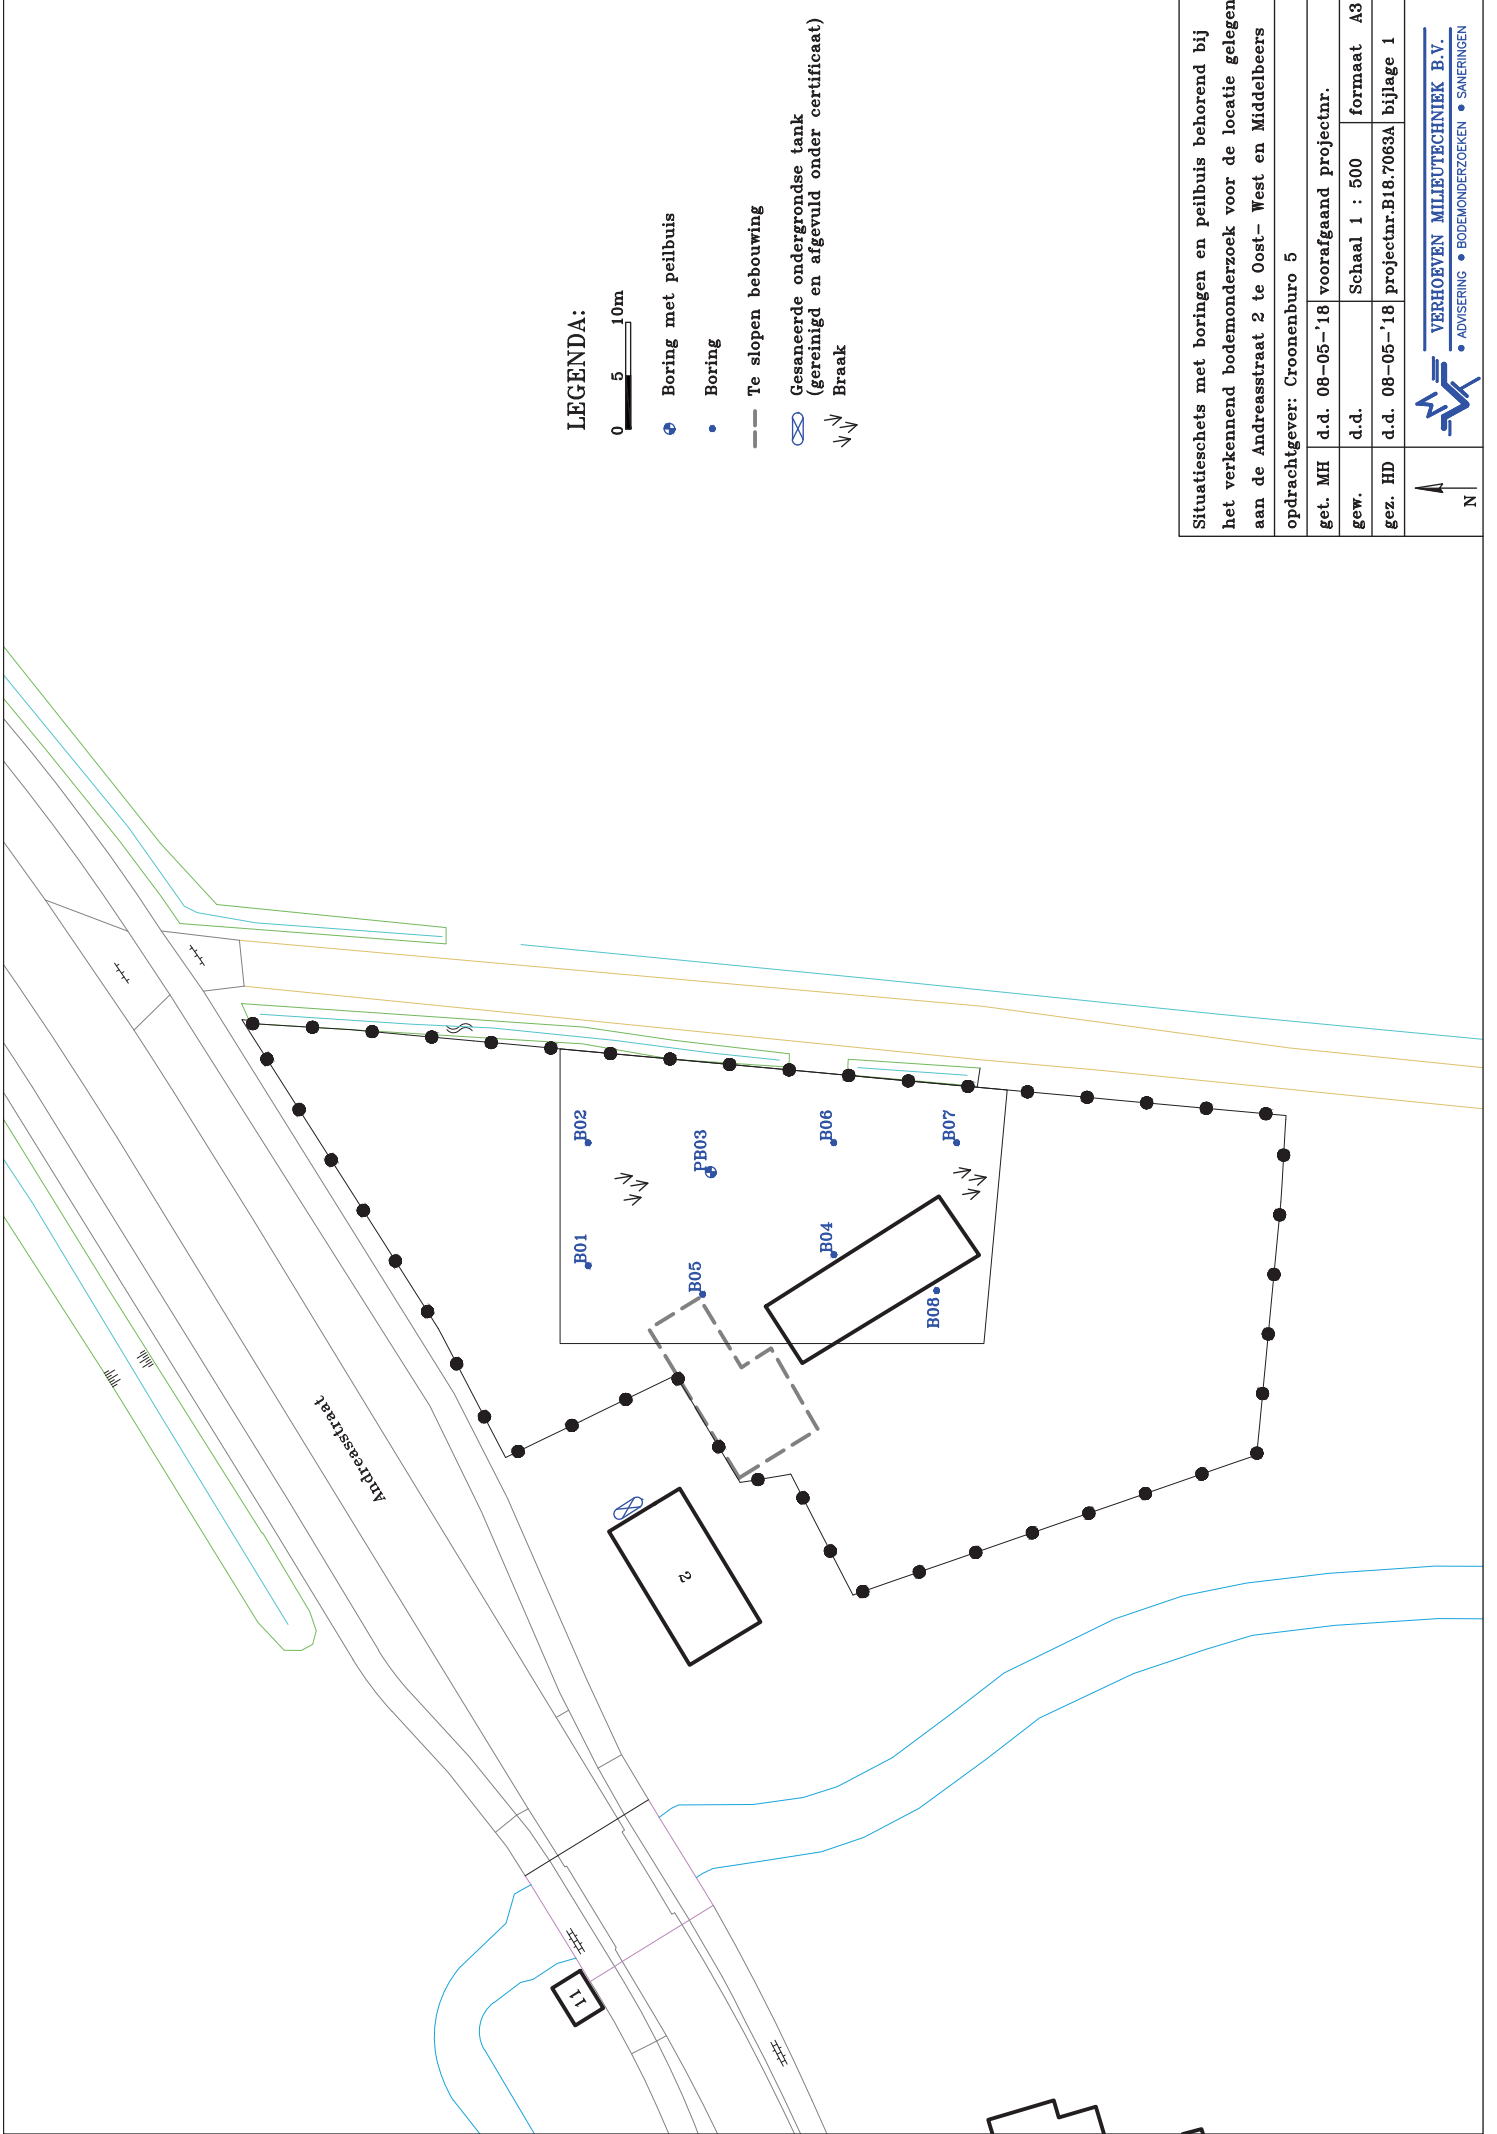 LEGENDA:
0 5 10m
Boring met peilbuis
Boring
Te slopen bebouwing
Gesaneerde ondergrondse tank
(gereinigd en afgevuld onder certificaat)
Braak
Andreasstraat
B01
B02
PB03
B05
B04
B06
B07
B08
2
11
Situatieschets met boringen en peilbuis behorend bij
het verkennend bodemonderzoek voor de locatie gelegen
aan de Andreasstraat 2 te Oost- West en Middelbeers
opdrachtgever: Croonenburo 5
get. MH d.d. 08-05-'18 voorafgaand projectnr.
gew. d.d. Schaal 1 : 500 formaat A3
gez. HD d.d. 08-05-'18 projectnr.B18.7063A bijlage 1
N
VERHOEVEN MILIEUTECHNIEK B.V.
• ADVISERING • BODEMONDERZOEKEN • SANERINGEN